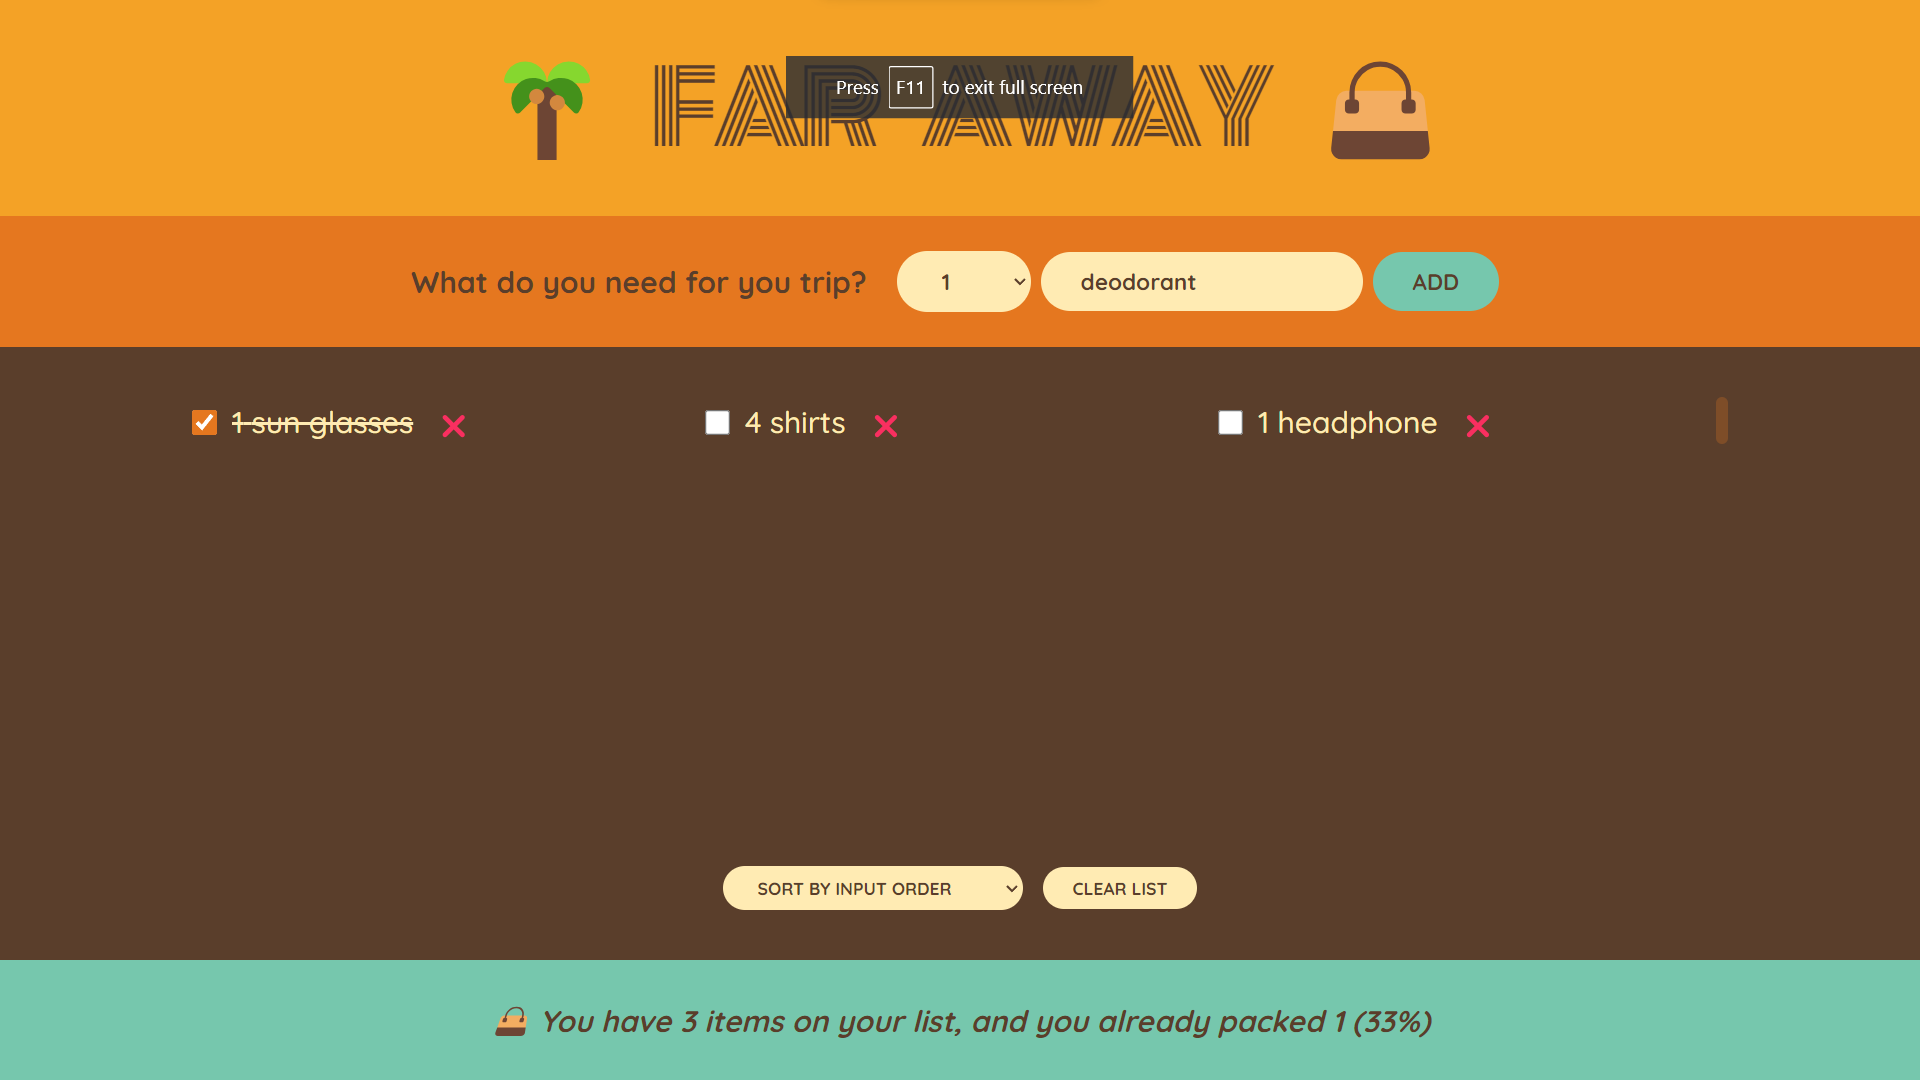 FAR AWAY
Press F11 to exit full screen
What do you need for you trip?
1
deodorant
ADD
1 sun glasses
4 shirts
1 headphone
SORT BY INPUT ORDER
CLEAR LIST
You have 3 items on your list, and you already packed 1 (33%)